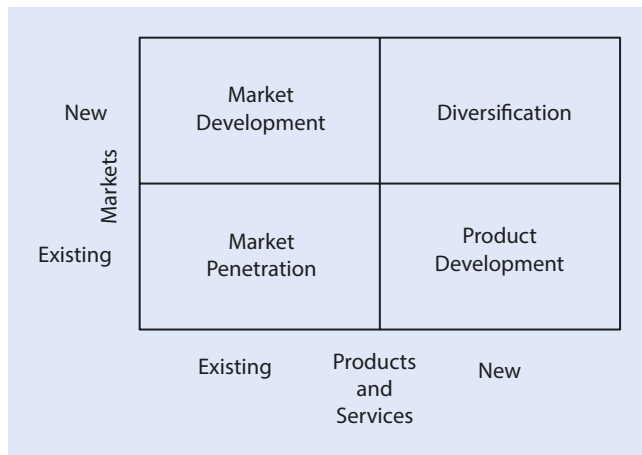 New
Market
Development
Diversification
Markets
Existing
Market
Penetration
Product
Development
Existing
Products
and
Services
New